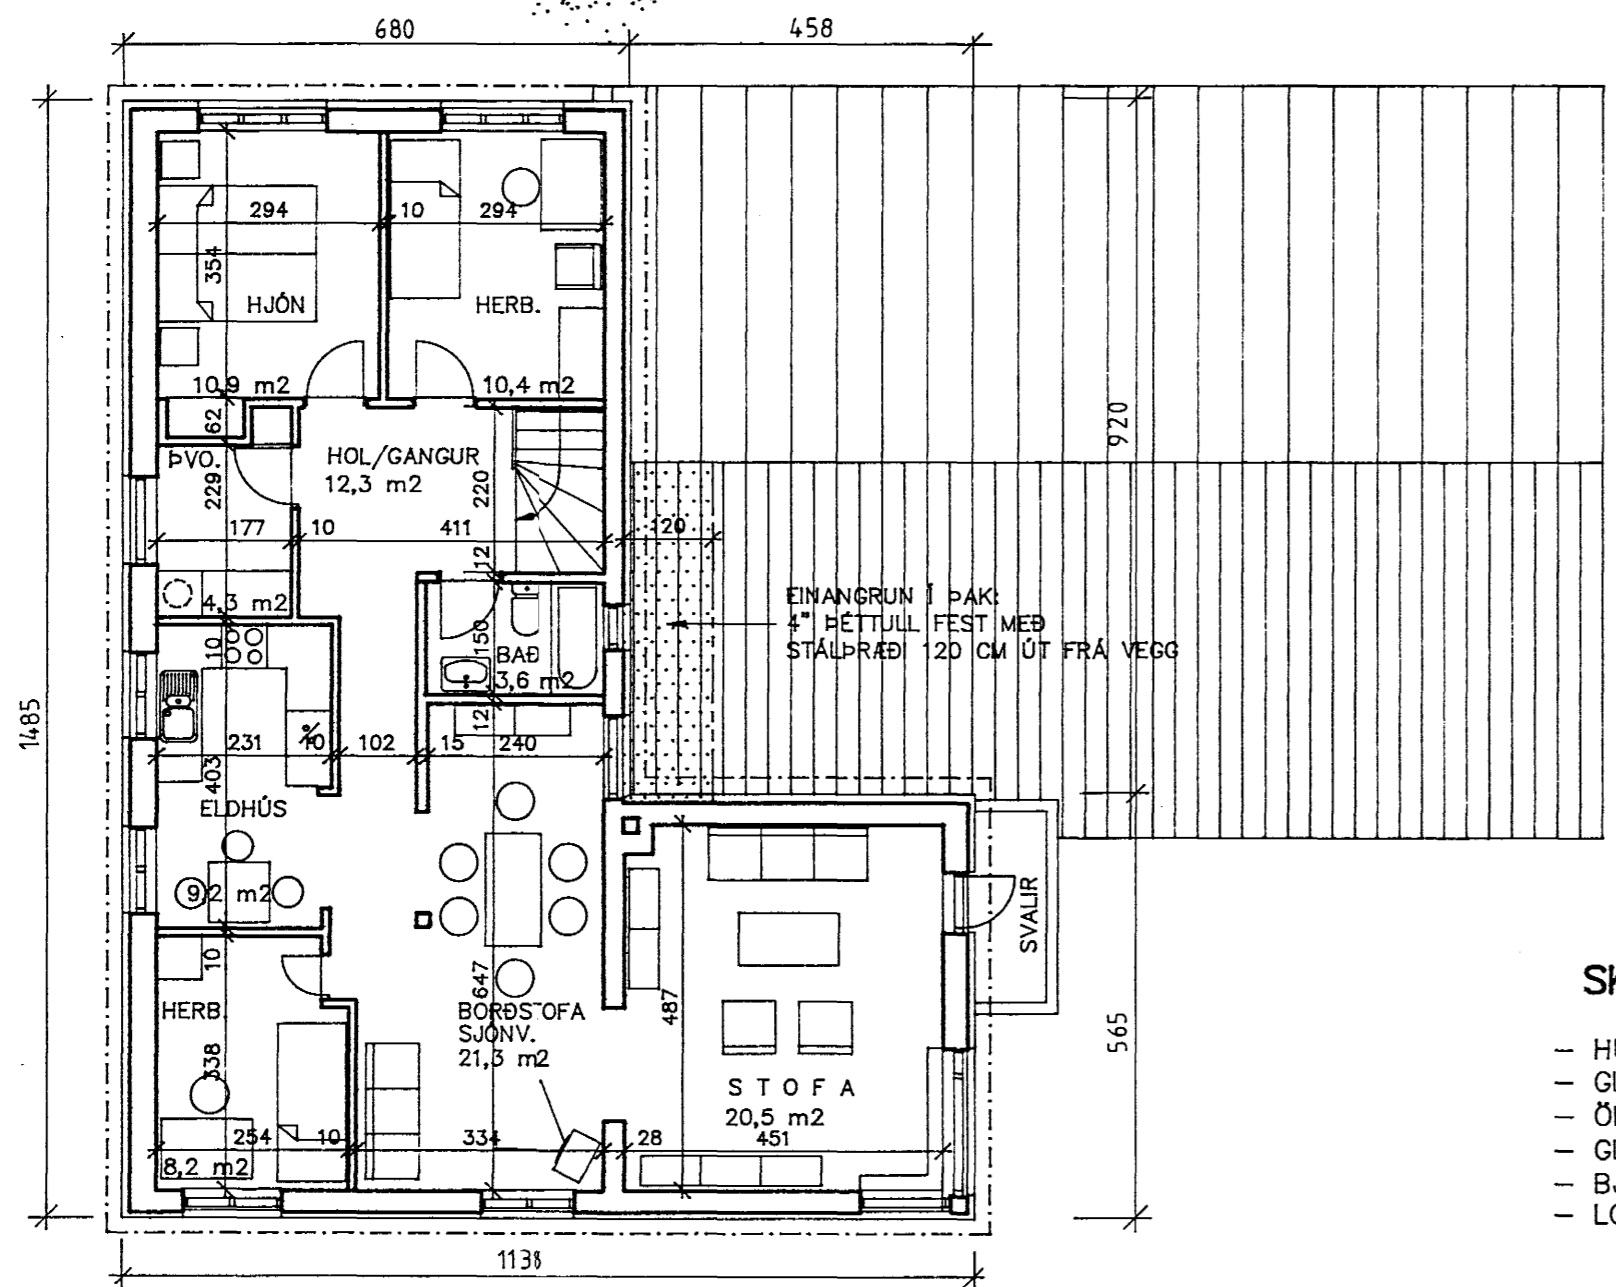 680
458
294
10
294
354
HJÓN
HERB.
10,9 m2
10,4 m2
62
920
ÞVO.
HOL/GANGUR
12,3 m2
229
220
177
10
411
120
12
EINANGRUN Í ÞAK:
4" ÞÉTTULL FEST MEÐ
STÁLÞRÆÐI 120 CM ÚT FRÁ VEGG
4,3 m2
10
150
BAÐ
3,6 m2
12
1485
231
10
102
15
240
403
ELDHÚS
9,2 m2
SVALIR
10
647
487
HERB.
BORÐSTOFA
SJÓNV.
21,3 m2
565
338
S T O F A
20,5 m2
254
10
334
28
451
8,2 m2
1138